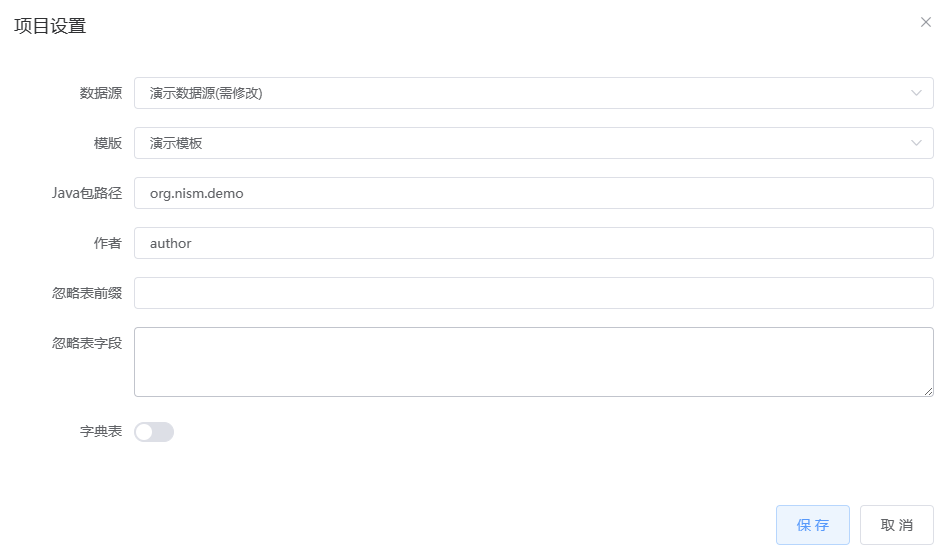 项目设置
数据源 演示数据源(需修改)
模版 演示模板
Java包路径 org.nism.demo
作者 author
忽略表前缀
忽略表字段
字典表
保 存 取 消